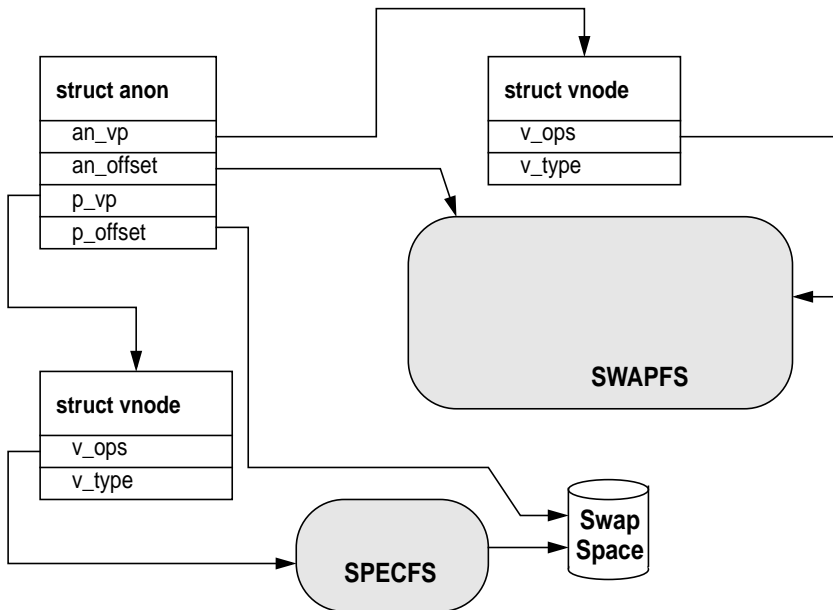 struct anon
an_vp
an_offset
p_vp
p_offset
struct vnode
v_ops
v_type
SWAPFS
struct vnode
v_ops
v_type
SPECFS
Swap
Space